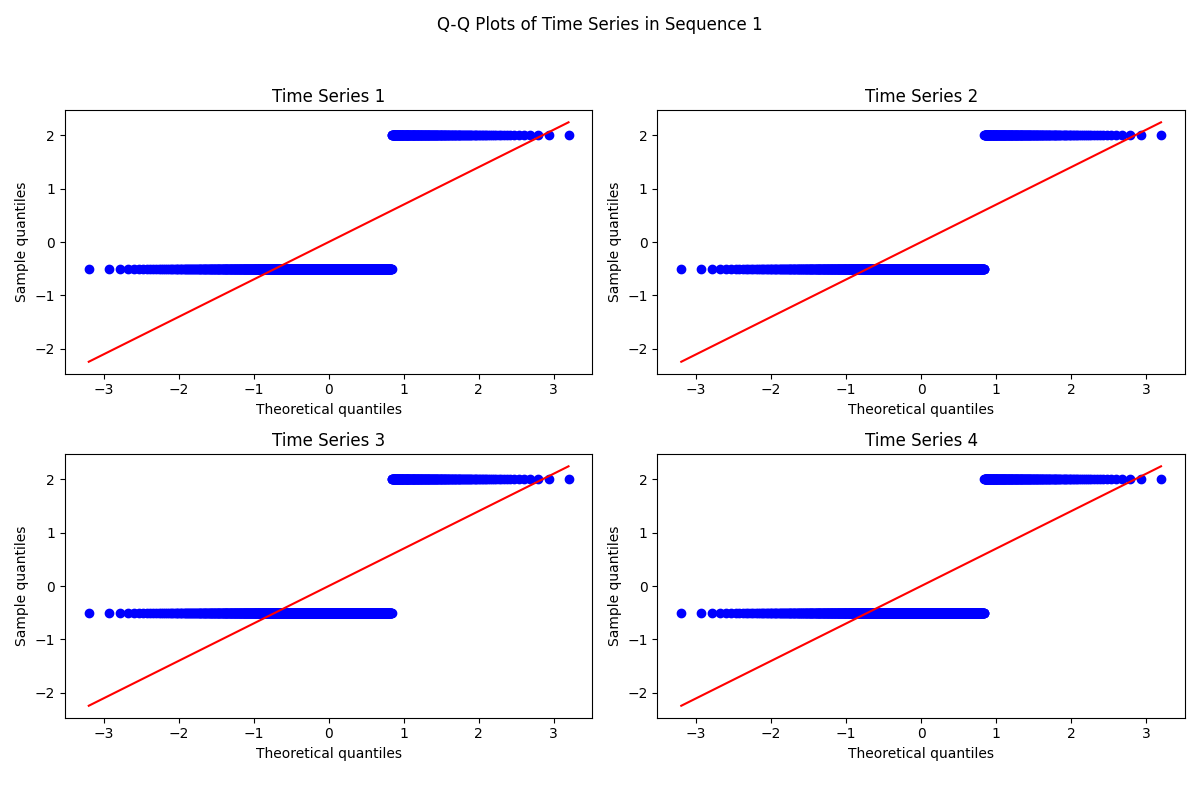 Q-Q Plots of Time Series in Sequence 1
Time Series 1
2
1
0
−1
−2
Sample quantiles
−3 −2 −1 0 1 2 3
Theoretical quantiles
Time Series 2
2
1
0
−1
−2
Sample quantiles
−3 −2 −1 0 1 2 3
Theoretical quantiles
Time Series 3
2
1
0
−1
−2
Sample quantiles
−3 −2 −1 0 1 2 3
Theoretical quantiles
Time Series 4
2
1
0
−1
−2
Sample quantiles
−3 −2 −1 0 1 2 3
Theoretical quantiles